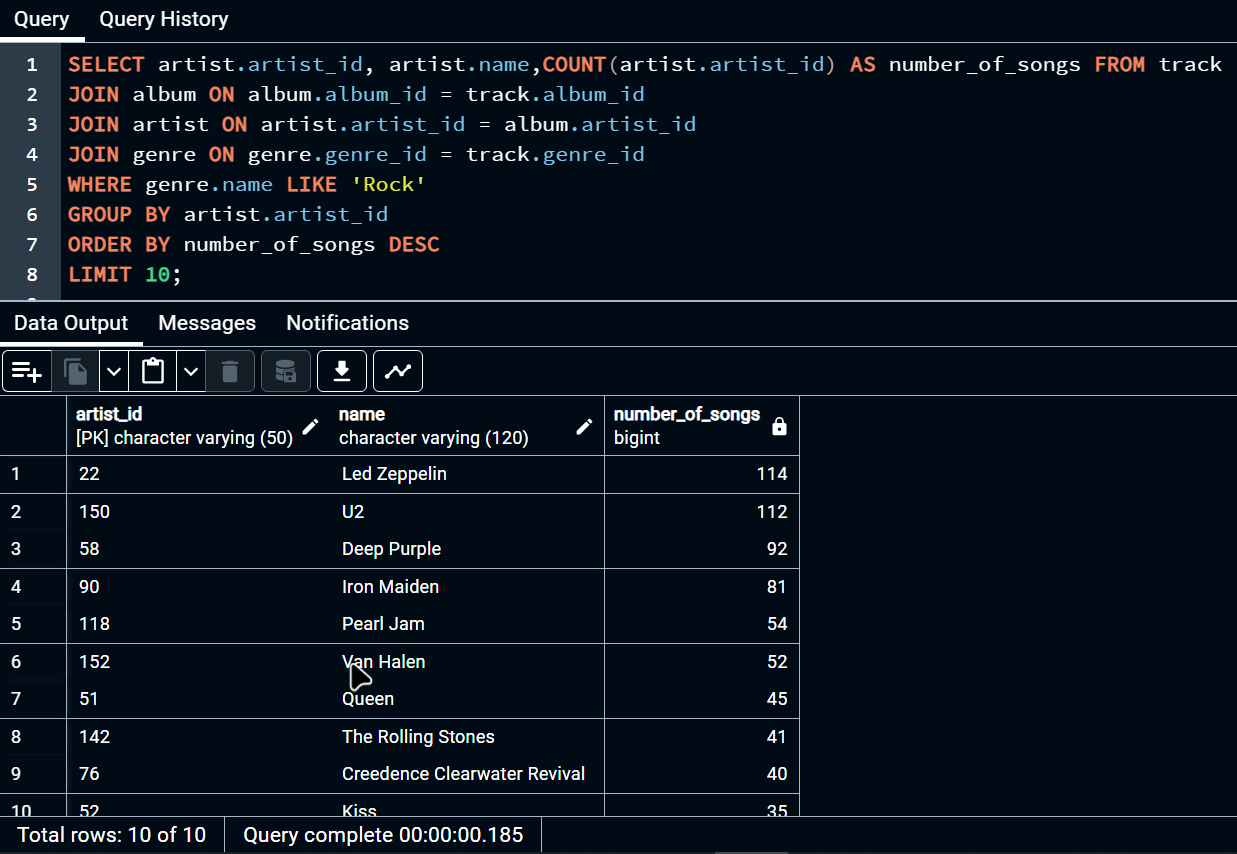 Query Query History
1 SELECT artist.artist_id, artist.name,COUNT(artist.artist_id) AS number_of_songs FROM track
2 JOIN album ON album.album_id = track.album_id
3 JOIN artist ON artist.artist_id = album.artist_id
4 JOIN genre ON genre.genre_id = track.genre_id
5 WHERE genre.name LIKE 'Rock'
6 GROUP BY artist.artist_id
7 ORDER BY number_of_songs DESC
8 LIMIT 10;
Data Output Messages Notifications
artist_id name number_of_songs
[PK] character varying (50) character varying (120) bigint
1 22 Led Zeppelin 114
2 150 U2 112
3 58 Deep Purple 92
4 90 Iron Maiden 81
5 118 Pearl Jam 54
6 152 Van Halen 52
7 51 Queen 45
8 142 The Rolling Stones 41
9 76 Creedence Clearwater Revival 40
10 52 Kiss 35
Total rows: 10 of 10 Query complete 00:00:00.185